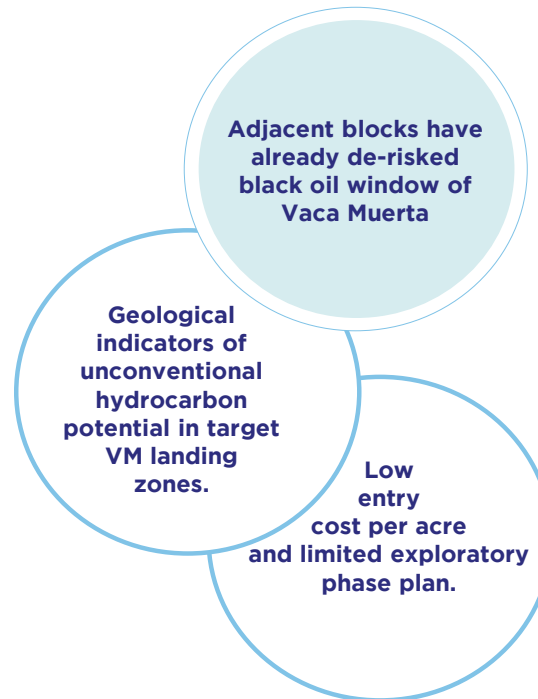 Adjacent blocks have
already de-risked
black oil window of
Vaca Muerta
Geological
indicators of
unconventional
hydrocarbon
potential in target
VM landing
zones.
Low
entry
cost per acre
and limited exploratory
phase plan.